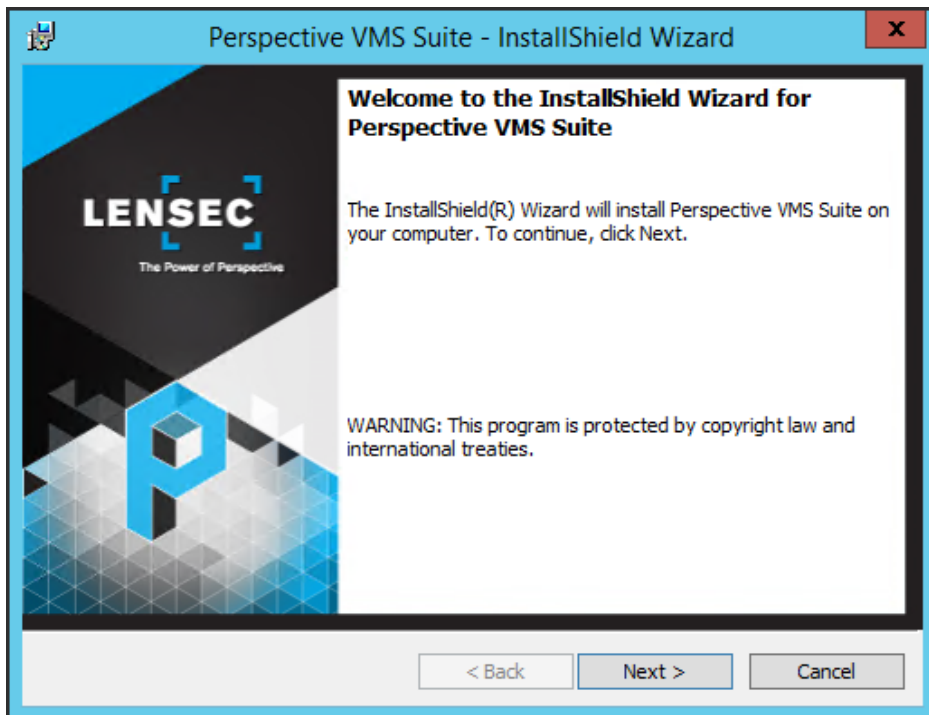 Perspective VMS Suite - InstallShield Wizard
x
Welcome to the InstallShield Wizard for
Perspective VMS Suite
LENSEC
The Power of Perspective
The InstallShield(R) Wizard will install Perspective VMS Suite on
your computer. To continue, click Next.
WARNING: This program is protected by copyright law and
international treaties.
< Back
Next >
Cancel